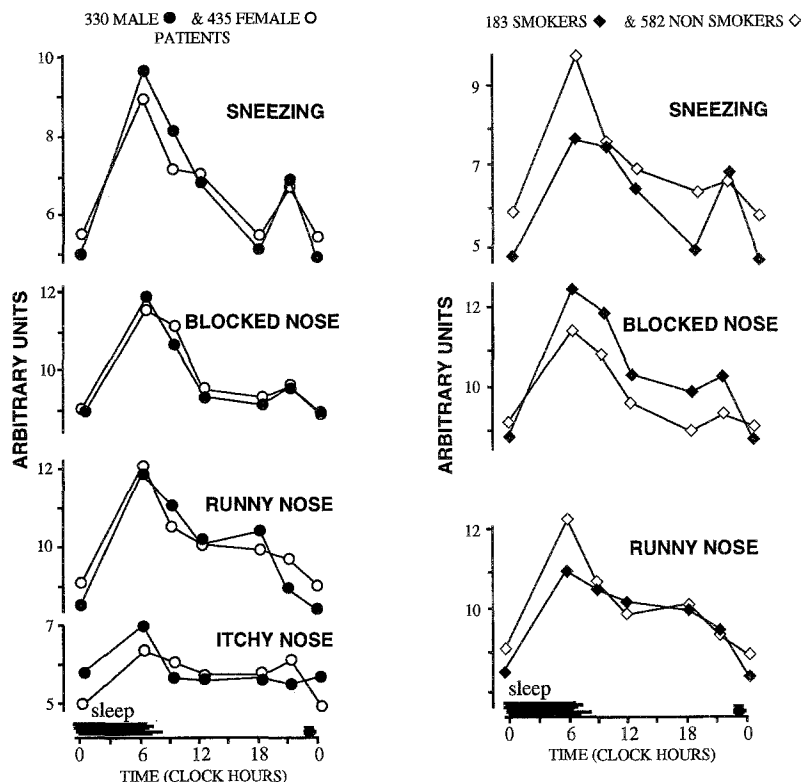 330 MALE ● & 435 FEMALE ○
PATIENTS
10
8
6
SNEEZING
12
10
BLOCKED NOSE
ARBITRARY UNITS
12
10
RUNNY NOSE
7
5
ITCHY NOSE
sleep
0 6 12 18 0
TIME (CLOCK HOURS)
183 SMOKERS ◆ & 582 NON SMOKERS ◇
9
7
5
SNEEZING
12
10
BLOCKED NOSE
ARBITRARY UNITS
12
10
RUNNY NOSE
sleep
0 6 12 18 0
TIME (CLOCK HOURS)